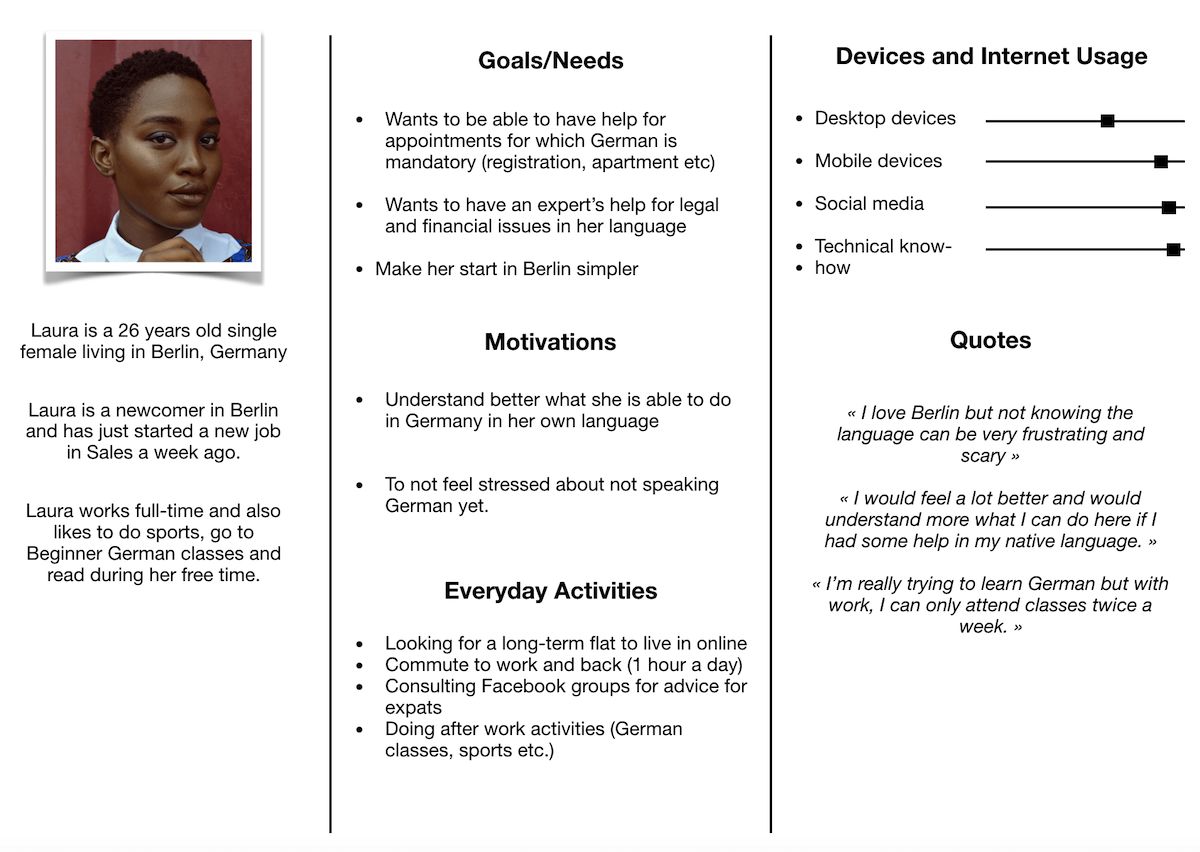 Laura is a 26 years old single
female living in Berlin, Germany
Laura is a newcomer in Berlin
and has just started a new job
in Sales a week ago.
Laura works full-time and also
likes to do sports, go to
Beginner German classes and
read during her free time.
Goals/Needs
• Wants to be able to have help for
appointments for which German is
mandatory (registration, apartment etc)
• Wants to have an expert’s help for legal
and financial issues in her language
• Make her start in Berlin simpler
Motivations
• Understand better what she is able to do
in Germany in her own language
• To not feel stressed about not speaking
German yet.
Everyday Activities
• Looking for a long-term flat to live in online
• Commute to work and back (1 hour a day)
• Consulting Facebook groups for advice for
expats
• Doing after work activities (German
classes, sports etc.)
Devices and Internet Usage
• Desktop devices
• Mobile devices
• Social media
• Technical know-
• how
Quotes
« I love Berlin but not knowing the
language can be very frustrating and
scary »
« I would feel a lot better and would
understand more what I can do here if I
had some help in my native language. »
« I’m really trying to learn German but with
work, I can only attend classes twice a
week. »